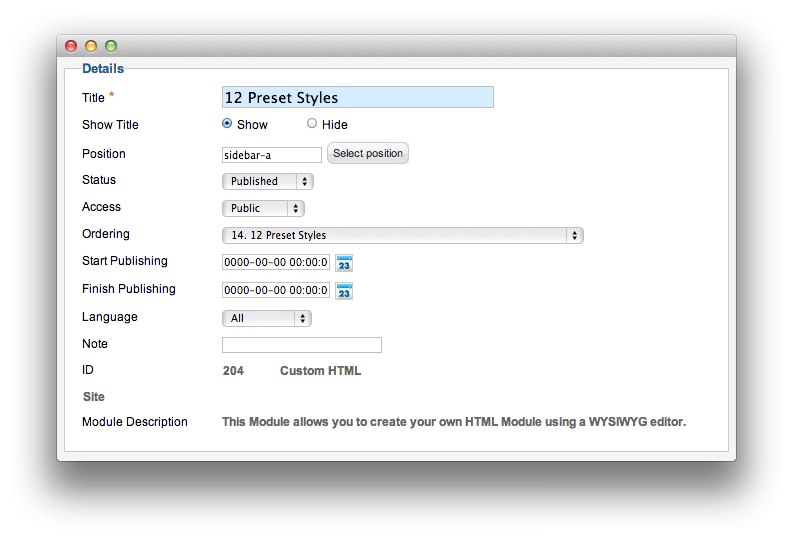 Details
Title * 12 Preset Styles
Show Title Show Hide
Position sidebar-a Select position
Status Published
Access Public
Ordering 14. 12 Preset Styles
Start Publishing 0000-00-00 00:00:0 23
Finish Publishing 0000-00-00 00:00:0 23
Language All
Note
ID 204 Custom HTML
Site
Module Description This Module allows you to create your own HTML Module using a WYSIWYG editor.